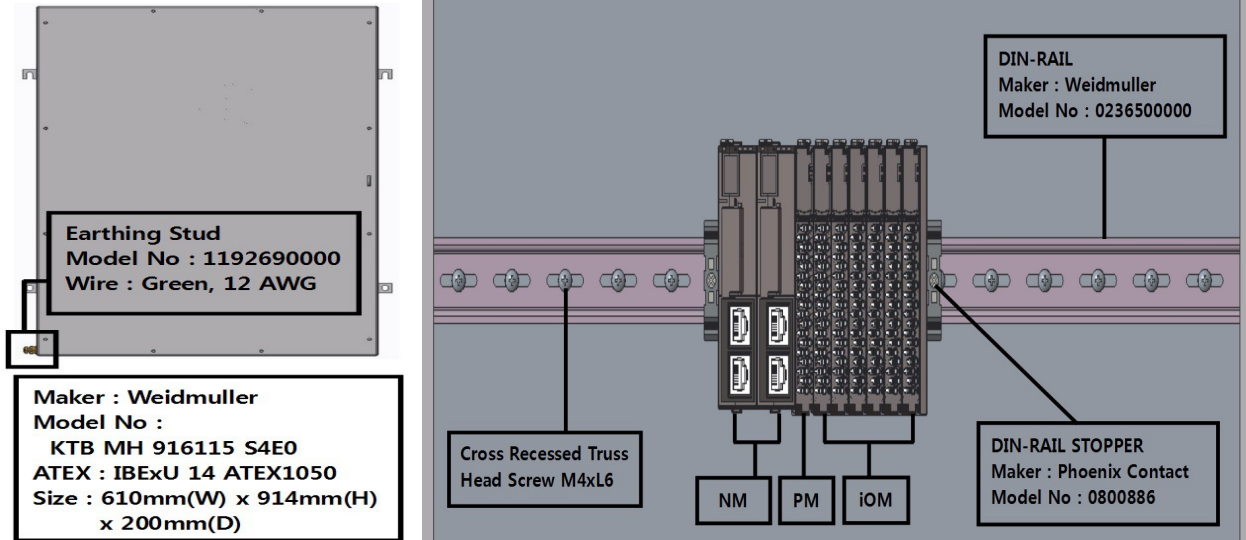 Earthing Stud
Model No : 1192690000
Wire : Green, 12 AWG
Maker : Weidmuller
Model No :
KTB MH 916115 S4E0
ATEX : IBExU 14 ATEX1050
Size : 610mm(W) x 914mm(H)
x 200mm(D)
DIN-RAIL
Maker : Weidmuller
Model No : 0236500000
Cross Recessed Truss
Head Screw M4xL6
NM
PM
iOM
DIN-RAIL STOPPER
Maker : Phoenix Contact
Model No : 0800886